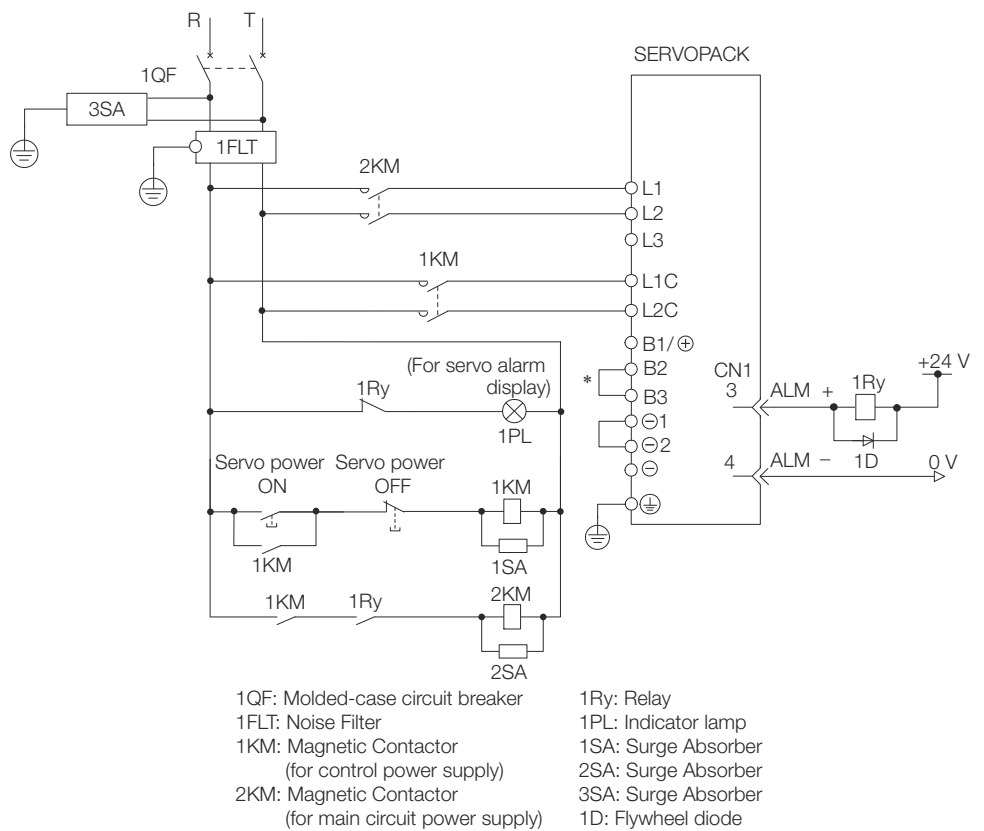 R T
SERVOPACK
1QF
3SA
1FLT
2KM
L1
L2
L3
1KM
L1C
L2C
B1/⊕
(For servo alarm
display)
B2
CN1
+24 V
*
1Ry
3
ALM +
1Ry
B3
1PL
⊖1
⊖2
1D
Servo power
ON
Servo power
OFF
4
ALM −
0 V
⊖
1KM
1KM
1SA
1KM
1Ry
2KM
2SA
1QF: Molded-case circuit breaker
1FLT: Noise Filter
1KM: Magnetic Contactor
(for control power supply)
2KM: Magnetic Contactor
(for main circuit power supply)
1Ry: Relay
1PL: Indicator lamp
1SA: Surge Absorber
2SA: Surge Absorber
3SA: Surge Absorber
1D: Flywheel diode